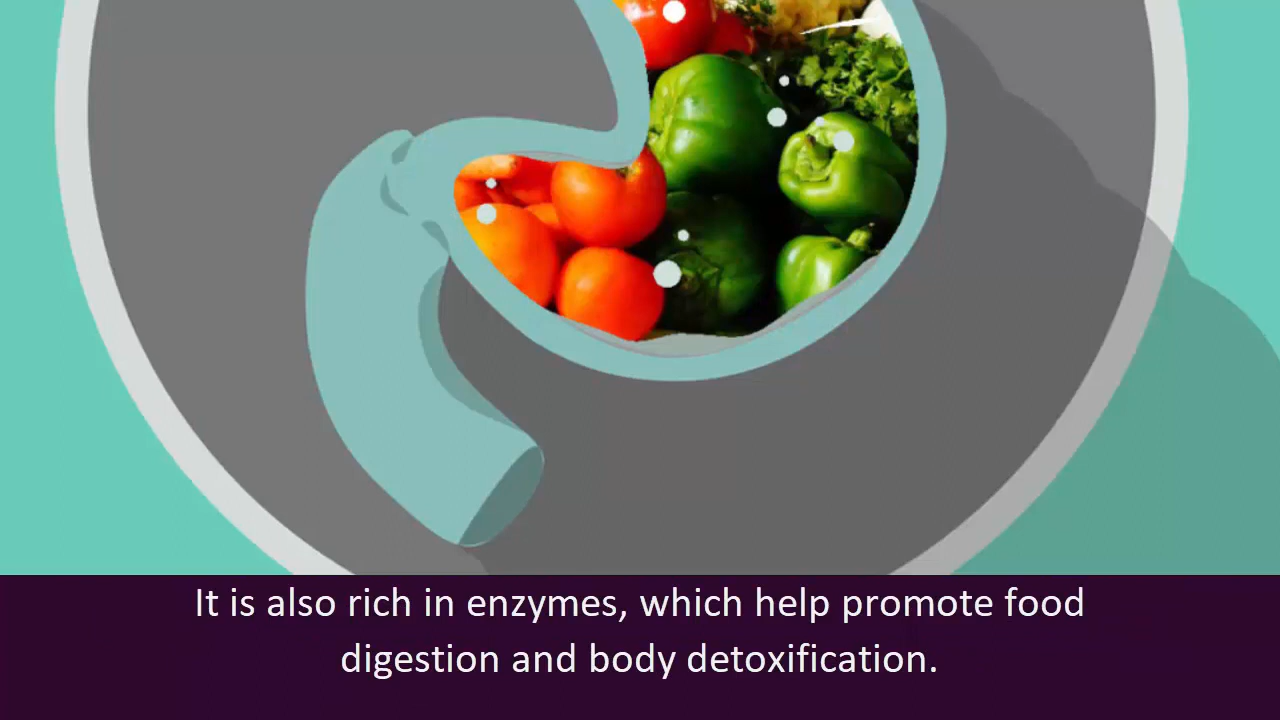 It is also rich in enzymes, which help promote food
digestion and body detoxification.